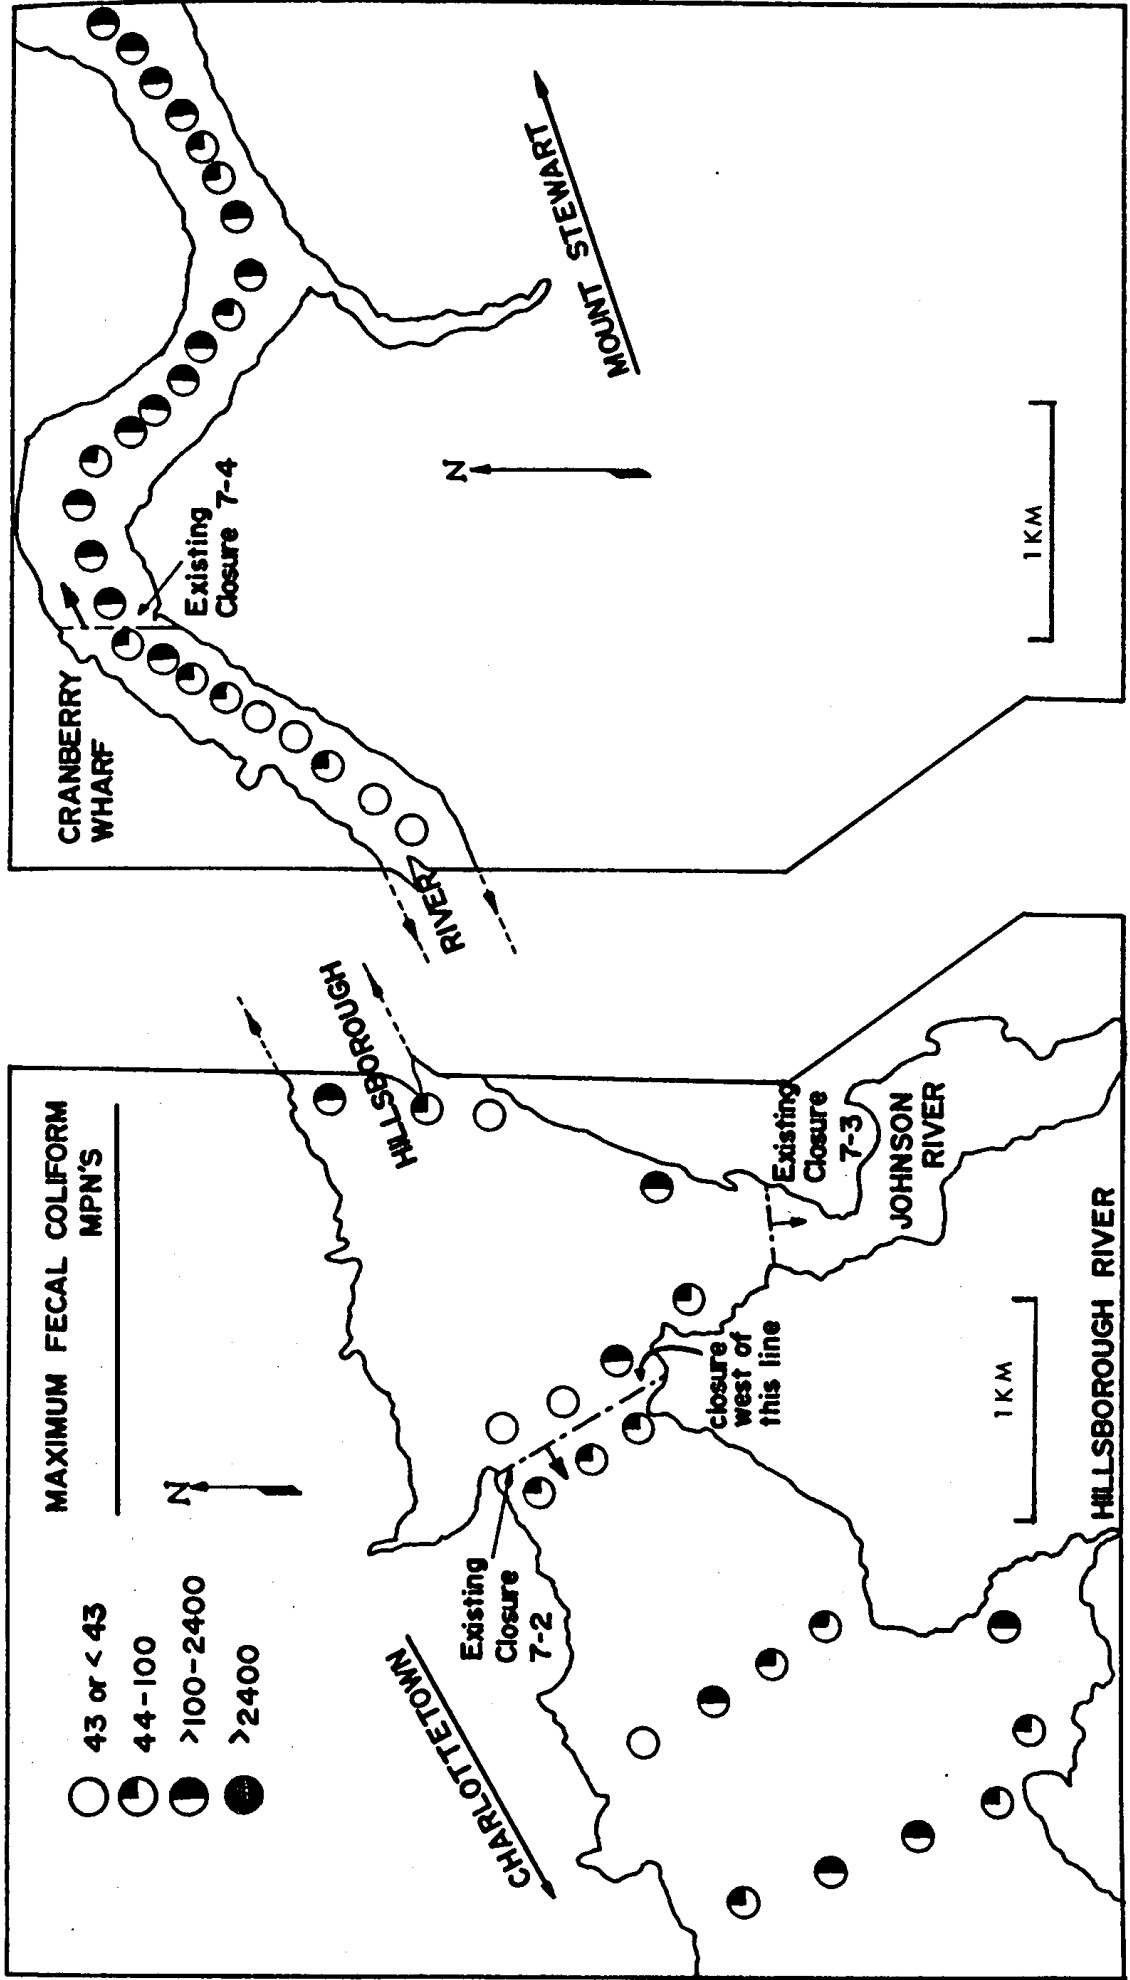 MAXIMUM FECAL COLIFORM
MPN'S
43 or <43
44-100
>100-2400
>2400
N
CHARLOTTETOWN
Existing
Closure
7-2
closure
west of
this line
Existing
Closure
7-3
JOHNSON
RIVER
HILLSBOROUGH
RIVER
1 KM
HILLSBOROUGH RIVER
CRANBERRY
WHARF
Existing
Closure 7-4
N
MOUNT STEWART
1 KM